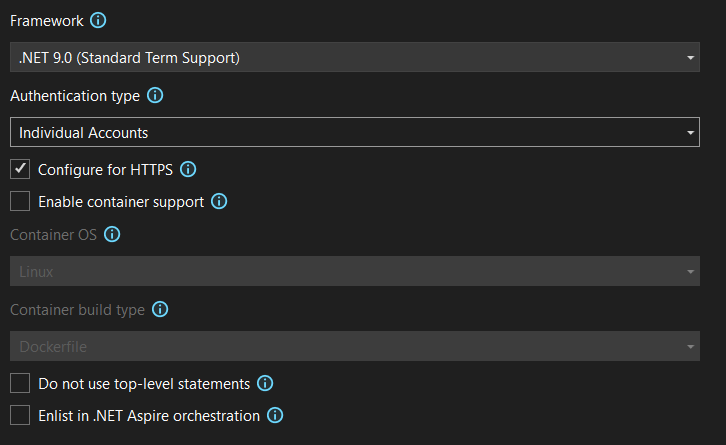 Framework
.NET 9.0 (Standard Term Support)
Authentication type
Individual Accounts
Configure for HTTPS
Enable container support
Container OS
Linux
Container build type
Dockerfile
Do not use top-level statements
Enlist in .NET Aspire orchestration